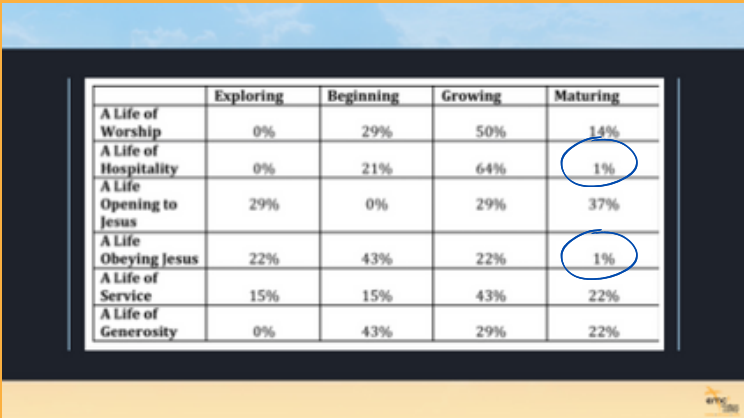 Exploring Beginning Growing Maturing
A Life of
Worship 0% 29% 50% 14%
A Life of
Hospitality 0% 21% 64% 1%
A Life
Opening to 29% 0% 29% 37%
Jesus
A Life
Obeying Jesus 22% 43% 22% 1%
A Life of
Service 15% 15% 43% 22%
A Life of
Generosity 0% 43% 29% 22%
emc